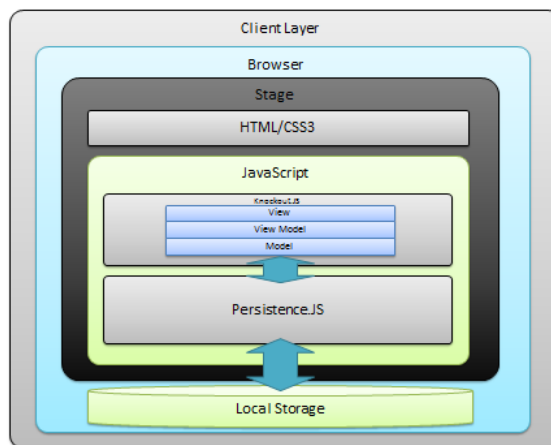 Client Layer
Browser
Stage
HTML/CSS3
JavaScript
KnockoutJS
View
View Model
Model
Persistence.JS
Local Storage